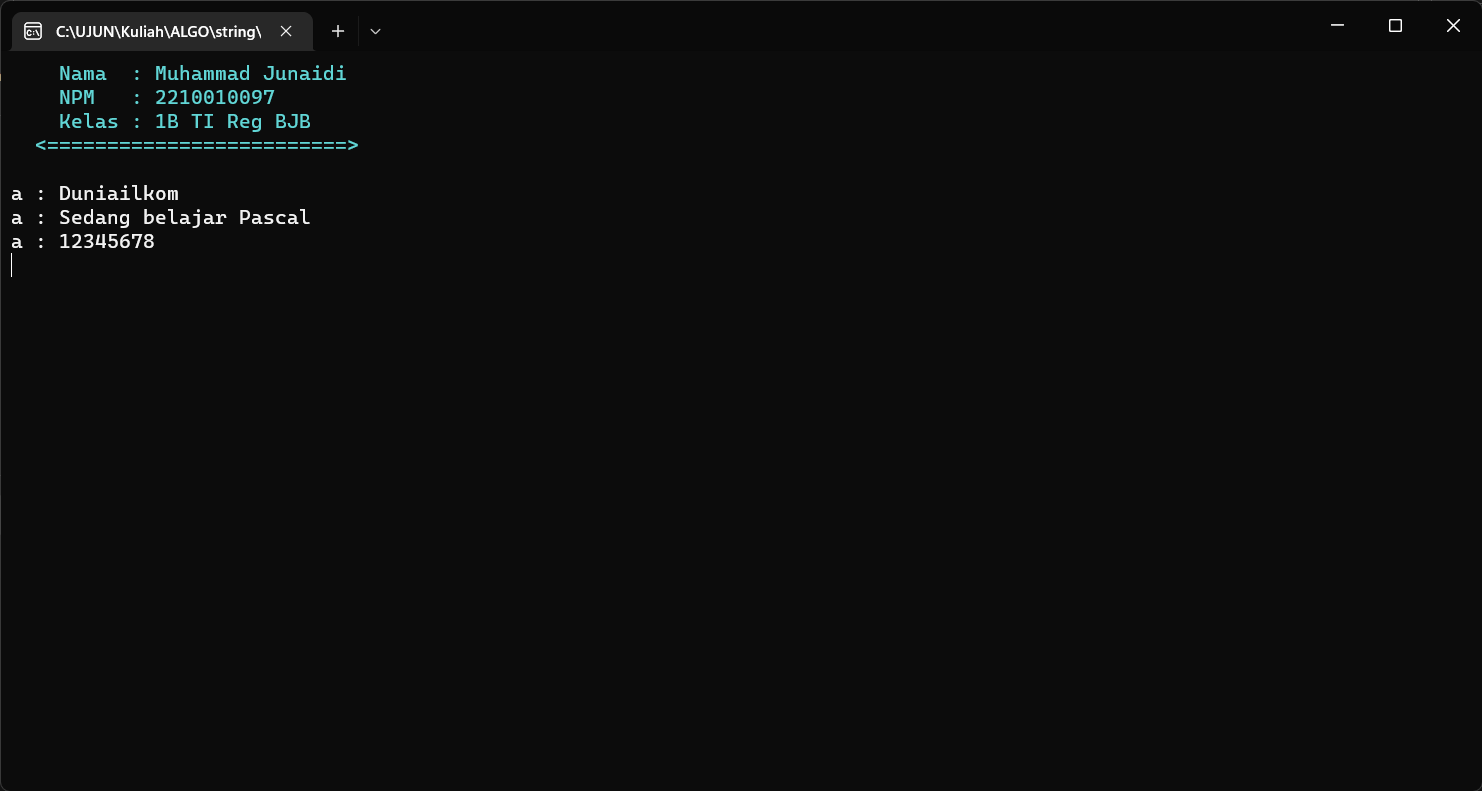 C:\UJUN\Kuliah\ALGO\string\
Nama  : Muhammad Junaidi
NPM   : 2210010097
Kelas : 1B TI Reg BJB
<=========================>
a : Duniailkom
a : Sedang belajar Pascal
a : 12345678